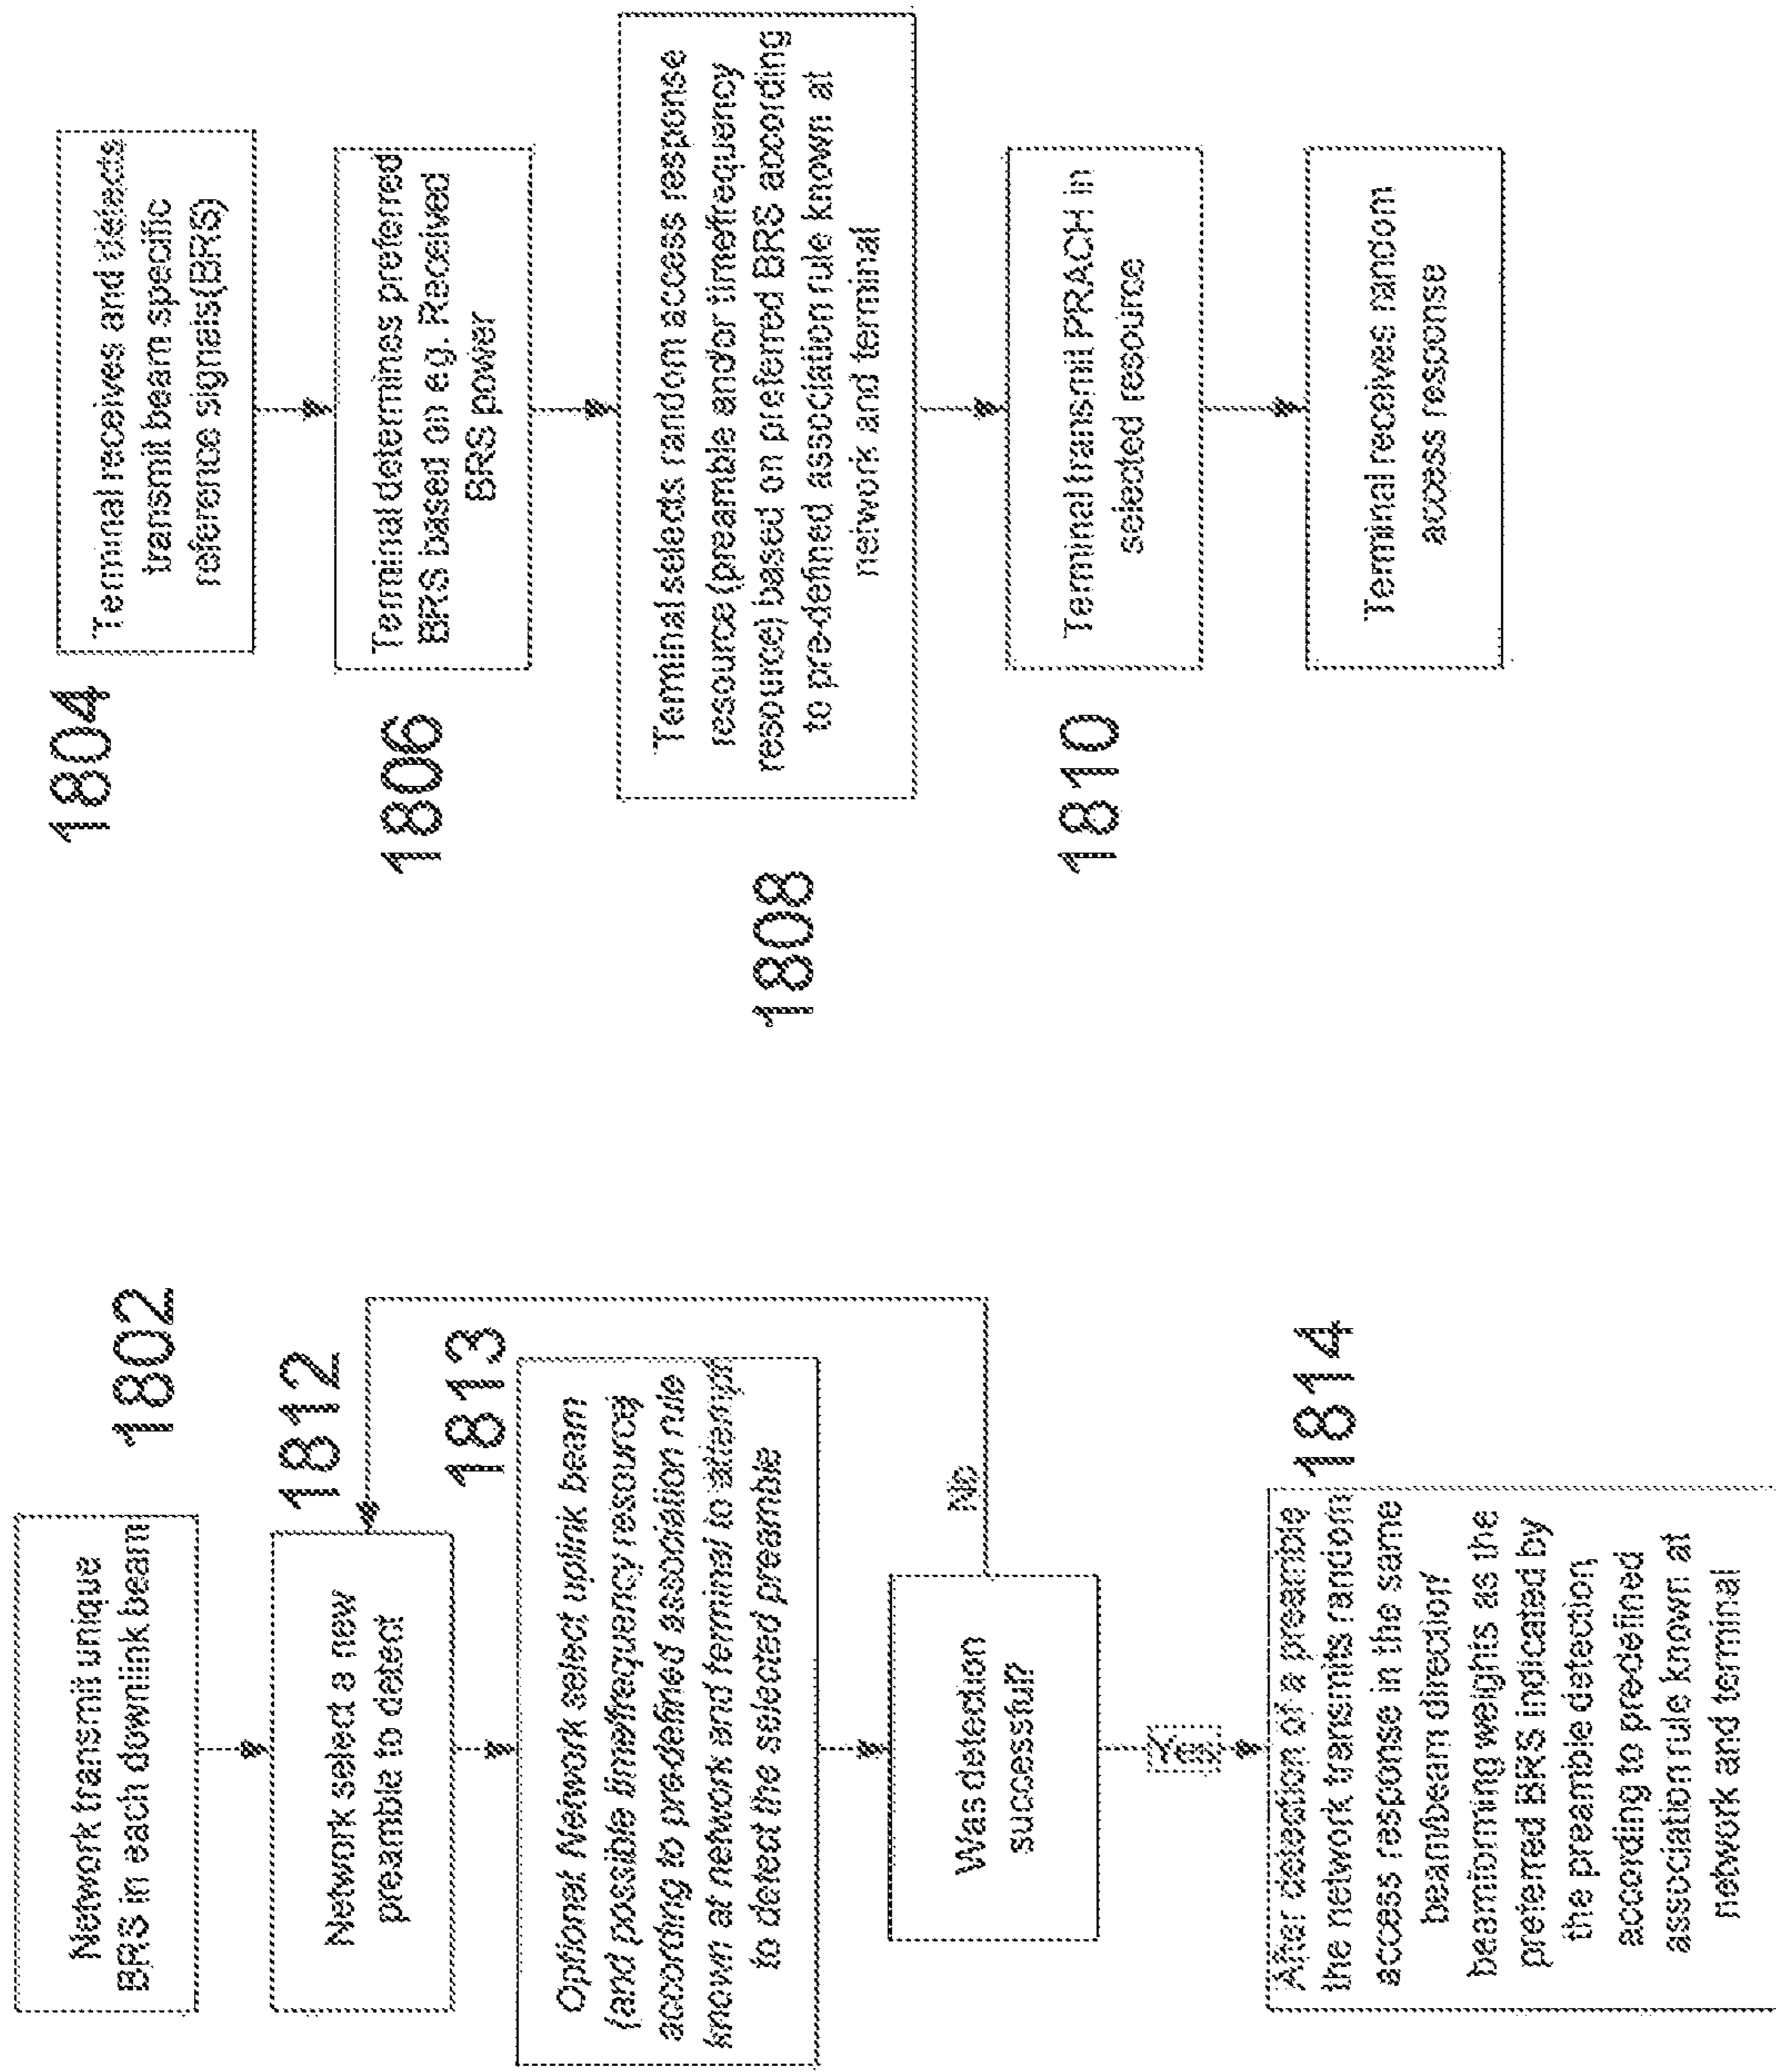 1802
Network transmit unique
BRS in each downlink beam
1812
Network select a new
preamble to detect
1813
Optional Network select uplink beam
(and possible time/frequency resource)
according to pre-defined association rule
known at network and terminal to attempt
to detect the selected preamble
Was detection
successful?
No
Yes
1814
After detection of a preamble
the network transmits random
access response in the same
beam/beam direction/
beamforming weights as the
preferred BRS indicated by
the preamble detection,
according to pre-defined
association rule known at
network and terminal
1804
Terminal receives and detects
transmit beam specific
reference signals(BRS)
1806
Terminal determines preferred
BRS based on e.g. Received
BRS power
1808
Terminal selects random access response
resource (preamble and/or time/frequency
resource) based on preferred BRS according
to pre-defined association rule known at
network and terminal
1810
Terminal transmit PRACH in
selected resource
Terminal receives random
access response